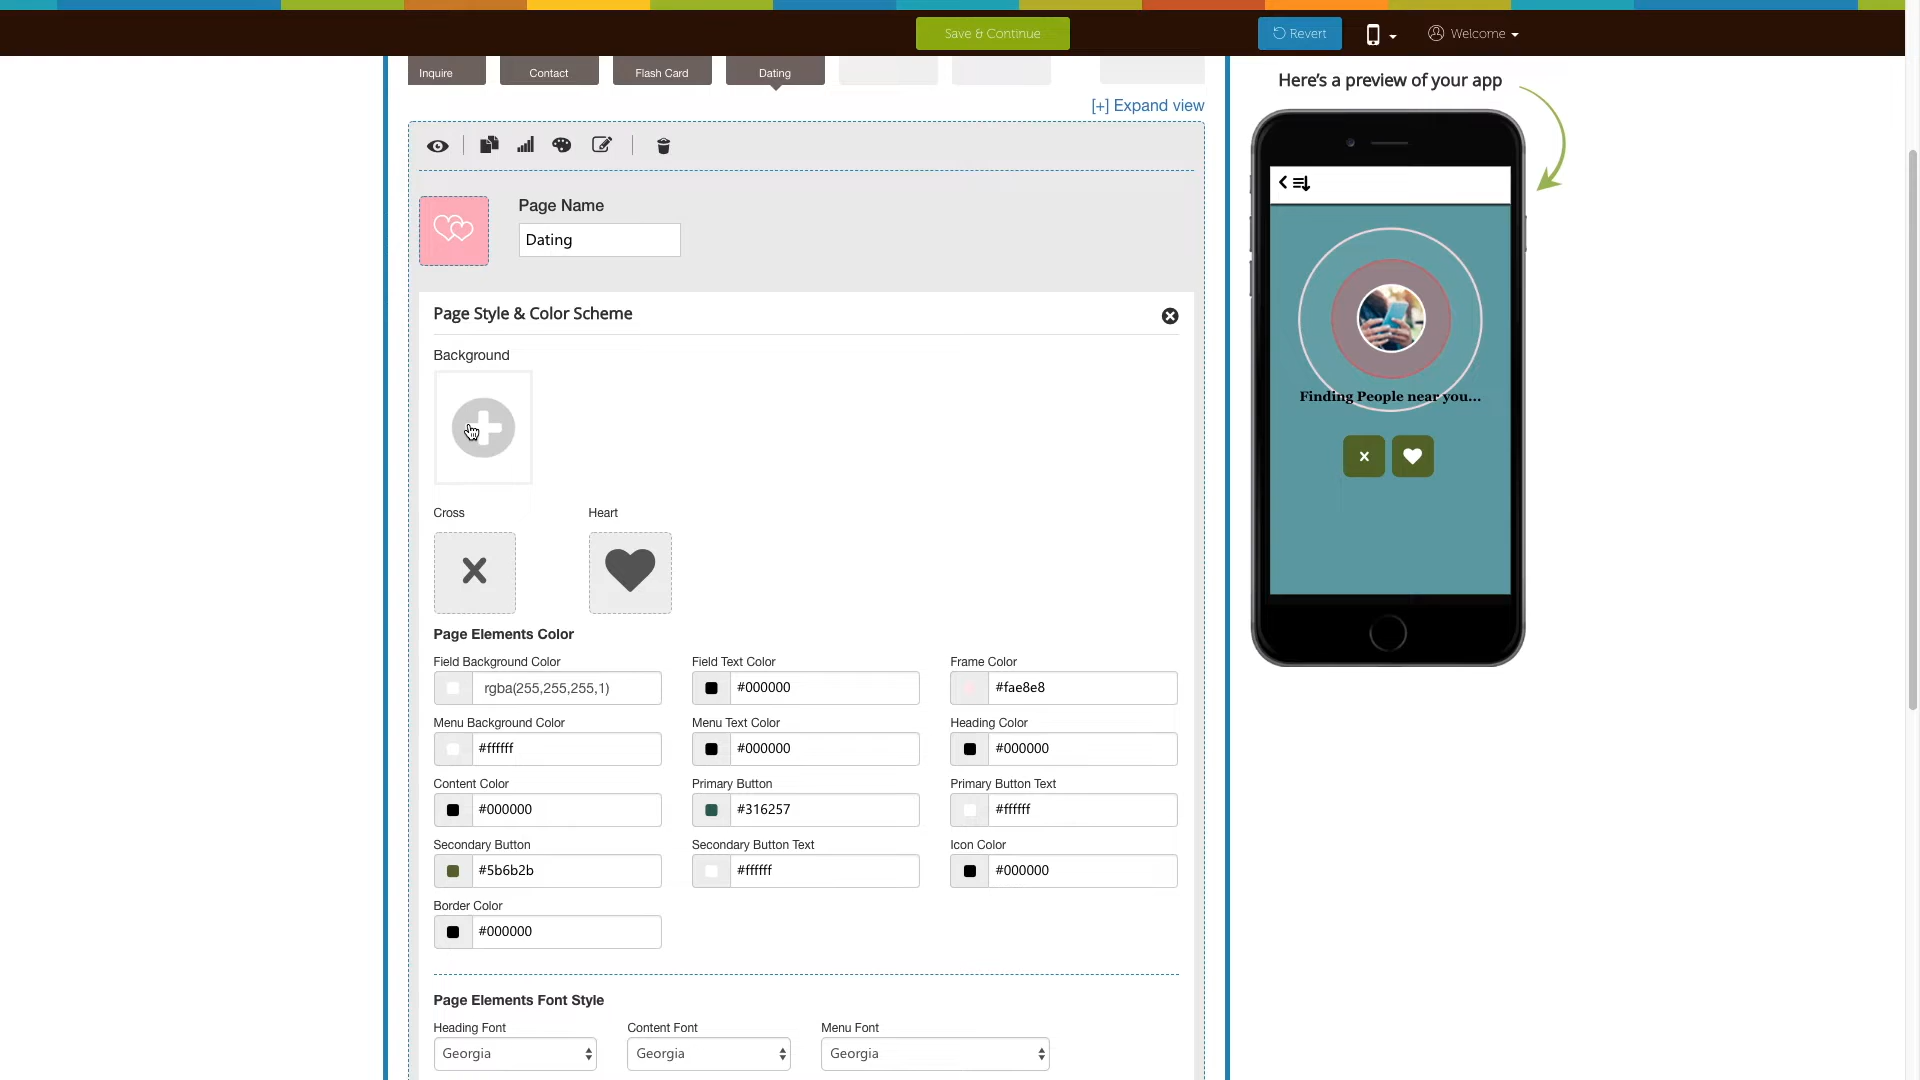 Save & Continue
Revert
Welcome
Inquire
Contact
Flash Card
Dating
Here's a preview of your app
[+] Expand view
Page Name
Dating
Page Style & Color Scheme
Background
Finding People near you...
Cross
Heart
Page Elements Color
Field Background Color
Field Text Color
Frame Color
rgba(255,255,255,1)
#000000
#fae8e8
Menu Background Color
Menu Text Color
Heading Color
#ffffff
#000000
#000000
Content Color
Primary Button
Primary Button Text
#000000
#316257
#ffffff
Secondary Button
Secondary Button Text
Icon Color
#5b6b2b
#ffffff
#000000
Border Color
#000000
Page Elements Font Style
Heading Font
Content Font
Menu Font
Georgia
Georgia
Georgia